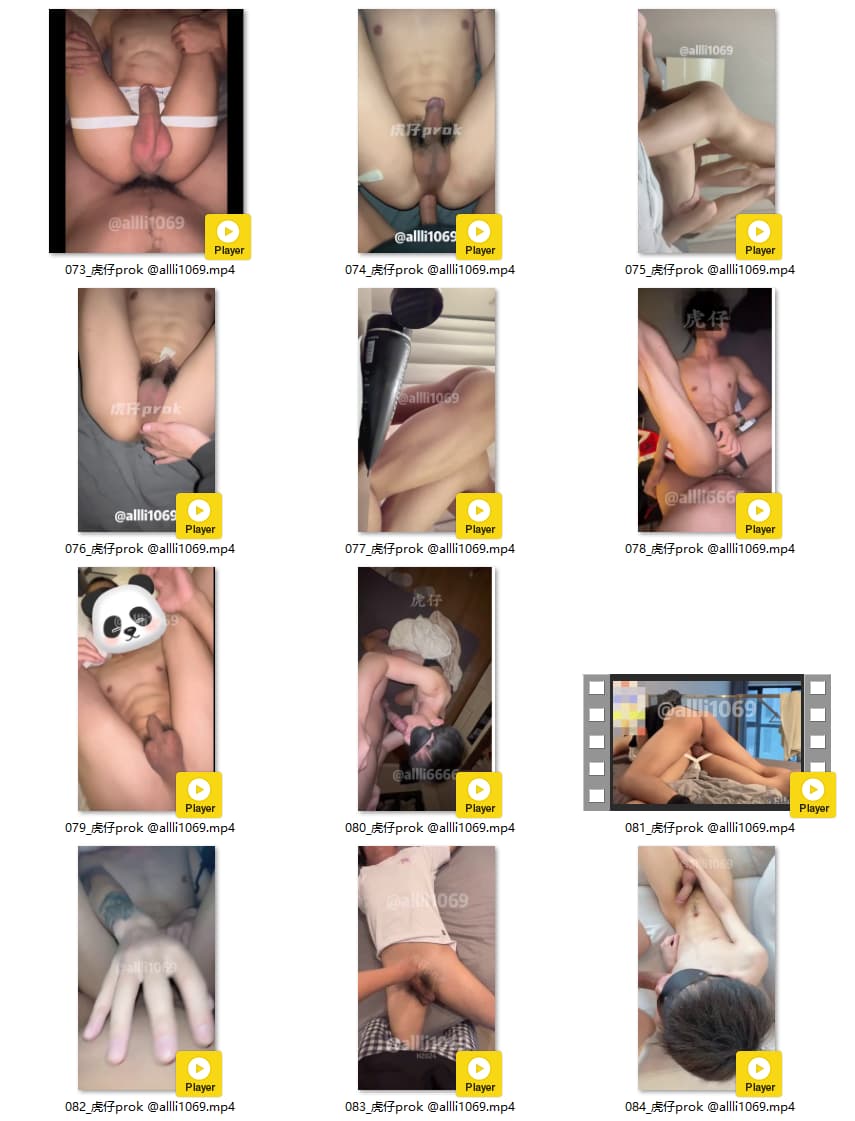 @allli1069
Player
073_虎仔prok @allli1069.mp4
虎仔prok
@allli1069
Player
074_虎仔prok @allli1069.mp4
@allli1069
Player
075_虎仔prok @allli1069.mp4
虎仔prok
@allli1069
Player
076_虎仔prok @allli1069.mp4
@allli1069
Player
077_虎仔prok @allli1069.mp4
虎仔
@allli666
Player
078_虎仔prok @allli1069.mp4
Player
079_虎仔prok @allli1069.mp4
虎仔
@allli6666
Player
080_虎仔prok @allli1069.mp4
@allli1069
Player
081_虎仔prok @allli1069.mp4
@allli1069
Player
082_虎仔prok @allli1069.mp4
@allli1069
Player
083_虎仔prok @allli1069.mp4
@allli1069
Player
084_虎仔prok @allli1069.mp4